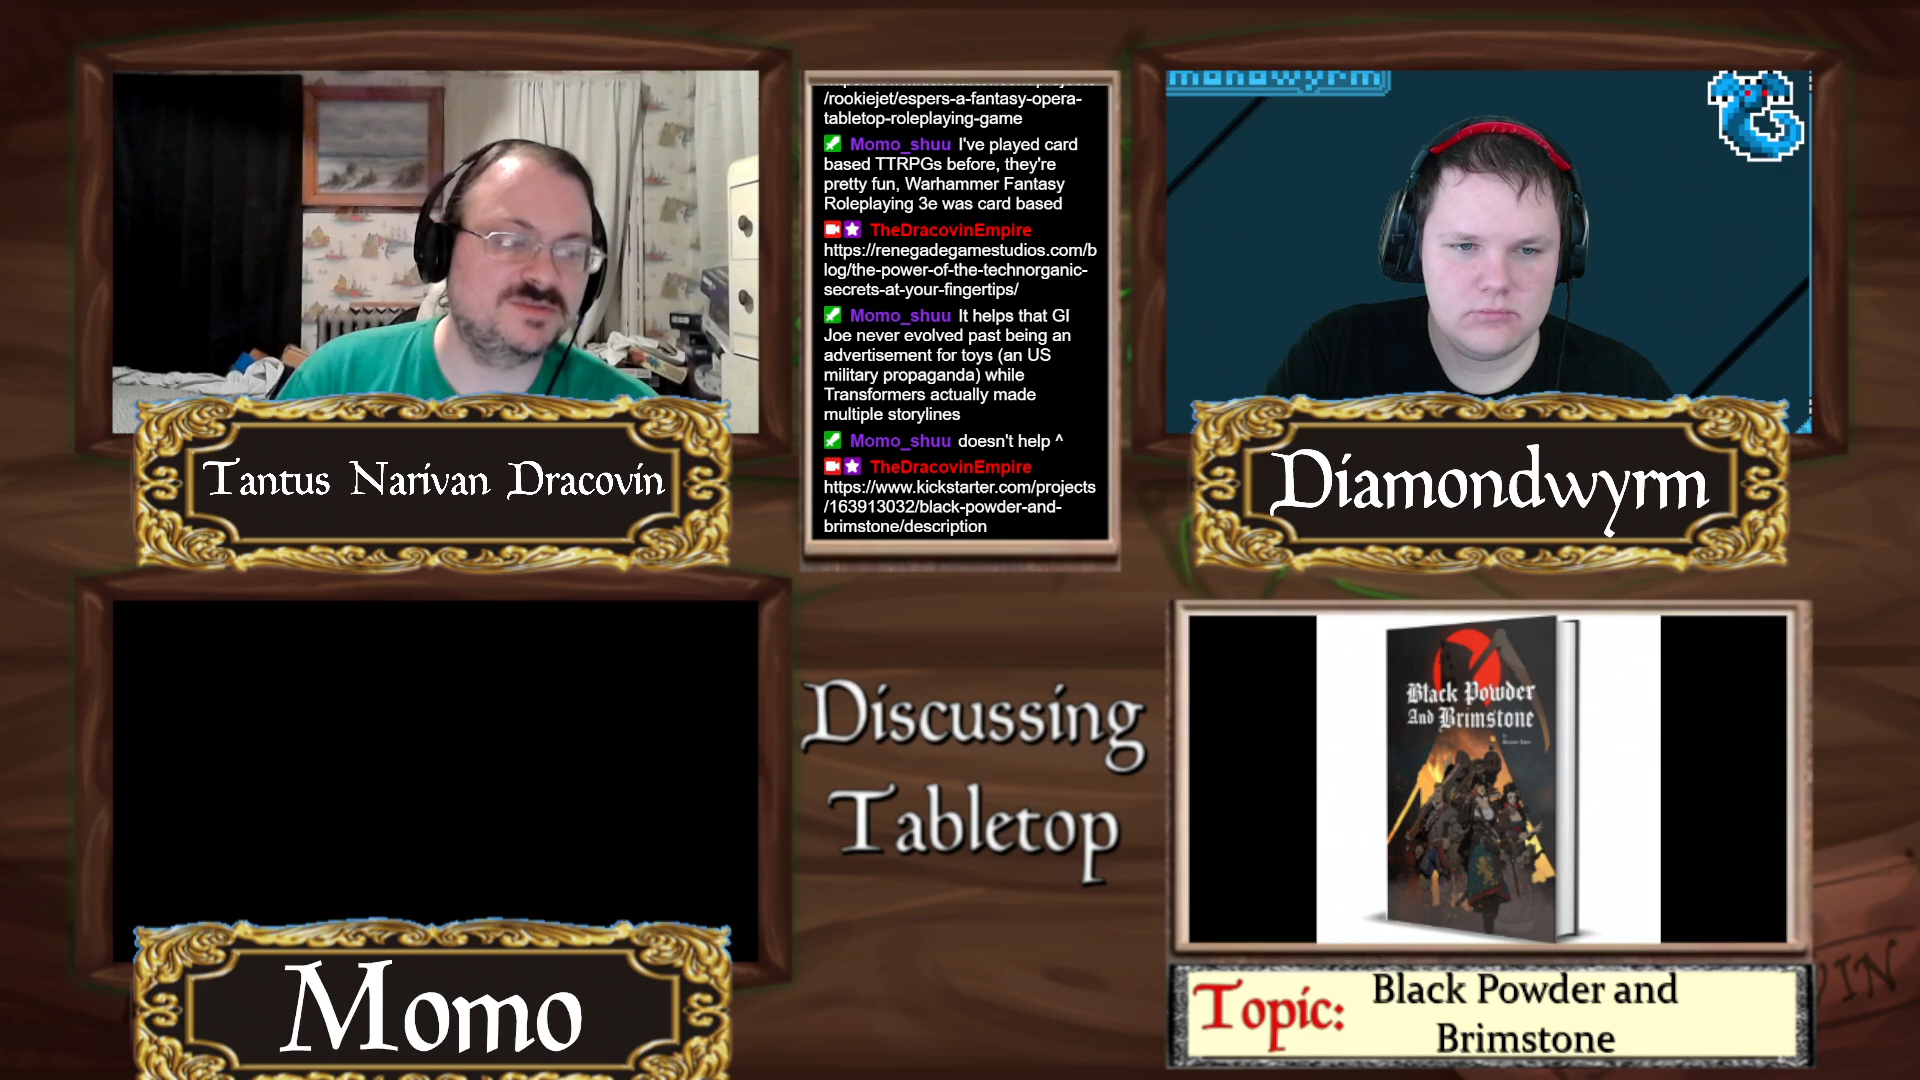 /rookiejet/espers-a-fantasy-opera-
tabletop-roleplaying-game
Momo_shuu I've played card
based TTRPGs before, they're
pretty fun, Warhammer Fantasy
Roleplaying 3e was card based
TheDracovinEmpire
https://renegadegamestudios.com/b
log/the-power-of-the-technorganic-
secrets-at-your-fingertips/
Momo_shuu It helps that GI
Joe never evolved past being an
advertisement for toys (an US
military propaganda) while
Transformers actually made
multiple storylines
Momo_shuu doesn't help ^
TheDracovinEmpire
https://www.kickstarter.com/projects
/163913032/black-powder-and-
brimstone/description
Tantus Narivan Dracovin
Diamondwyrm
Momo
Discussing
Tabletop
Black Powder
And Brimstone
Topic:
Black Powder and
Brimstone